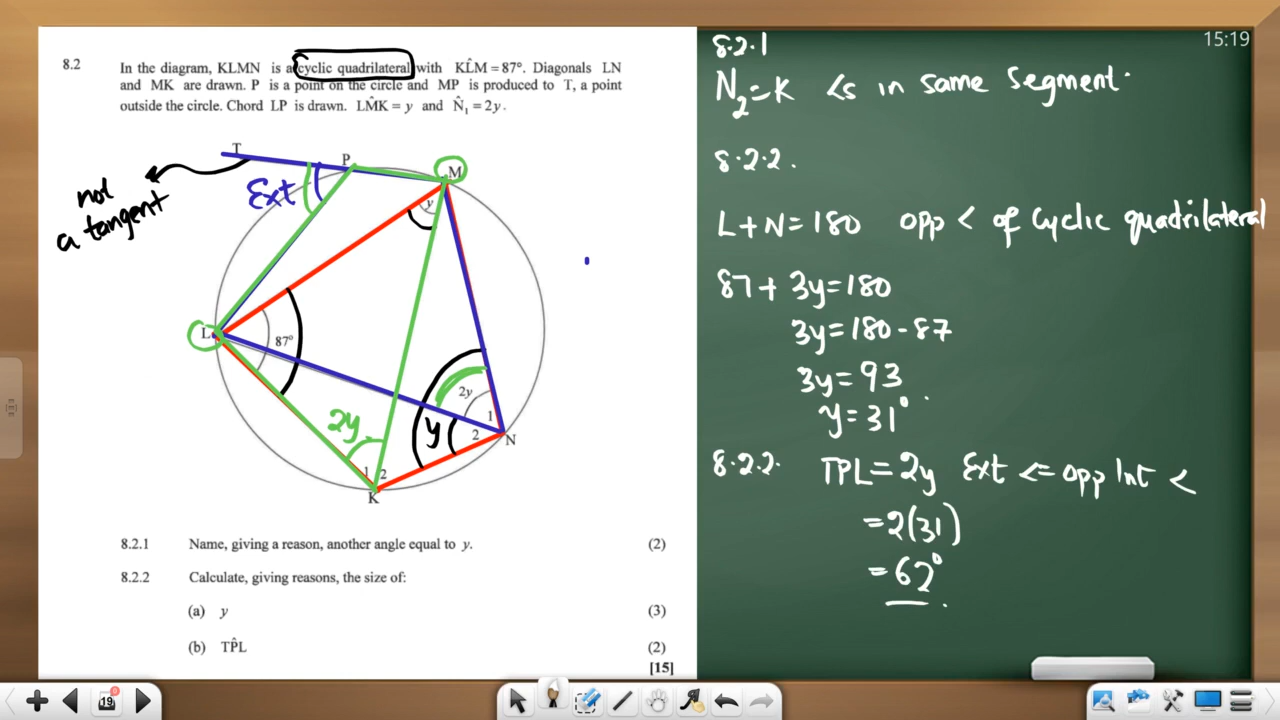 8.2 In the diagram, KLMN is a cyclic quadrilateral with KL̂M = 87°. Diagonals LN
and MK are drawn. P is a point on the circle and MP is produced to T, a point
outside the circle. Chord LP is drawn. LM̂K = y and N̂₁ = 2y.
T
P
M
not
a tangent
Ext
y
L
87°
2y
2y
1
y
2
N
1
2
K
8.2.1 Name, giving a reason, another angle equal to y. (2)
8.2.2 Calculate, giving reasons, the size of:
(a) y (3)
(b) TP̂L (2)
[15]
15:19
8.2.1
N₂=K <s in same segment.
8.2.2.
L+N=180 opp < of cyclic quadrilateral
87+3y=180
3y=180-87
3y=93
y=31°
8.2.2. TPL=2y Ext <= opp Int <
=2(31)
=62°
19